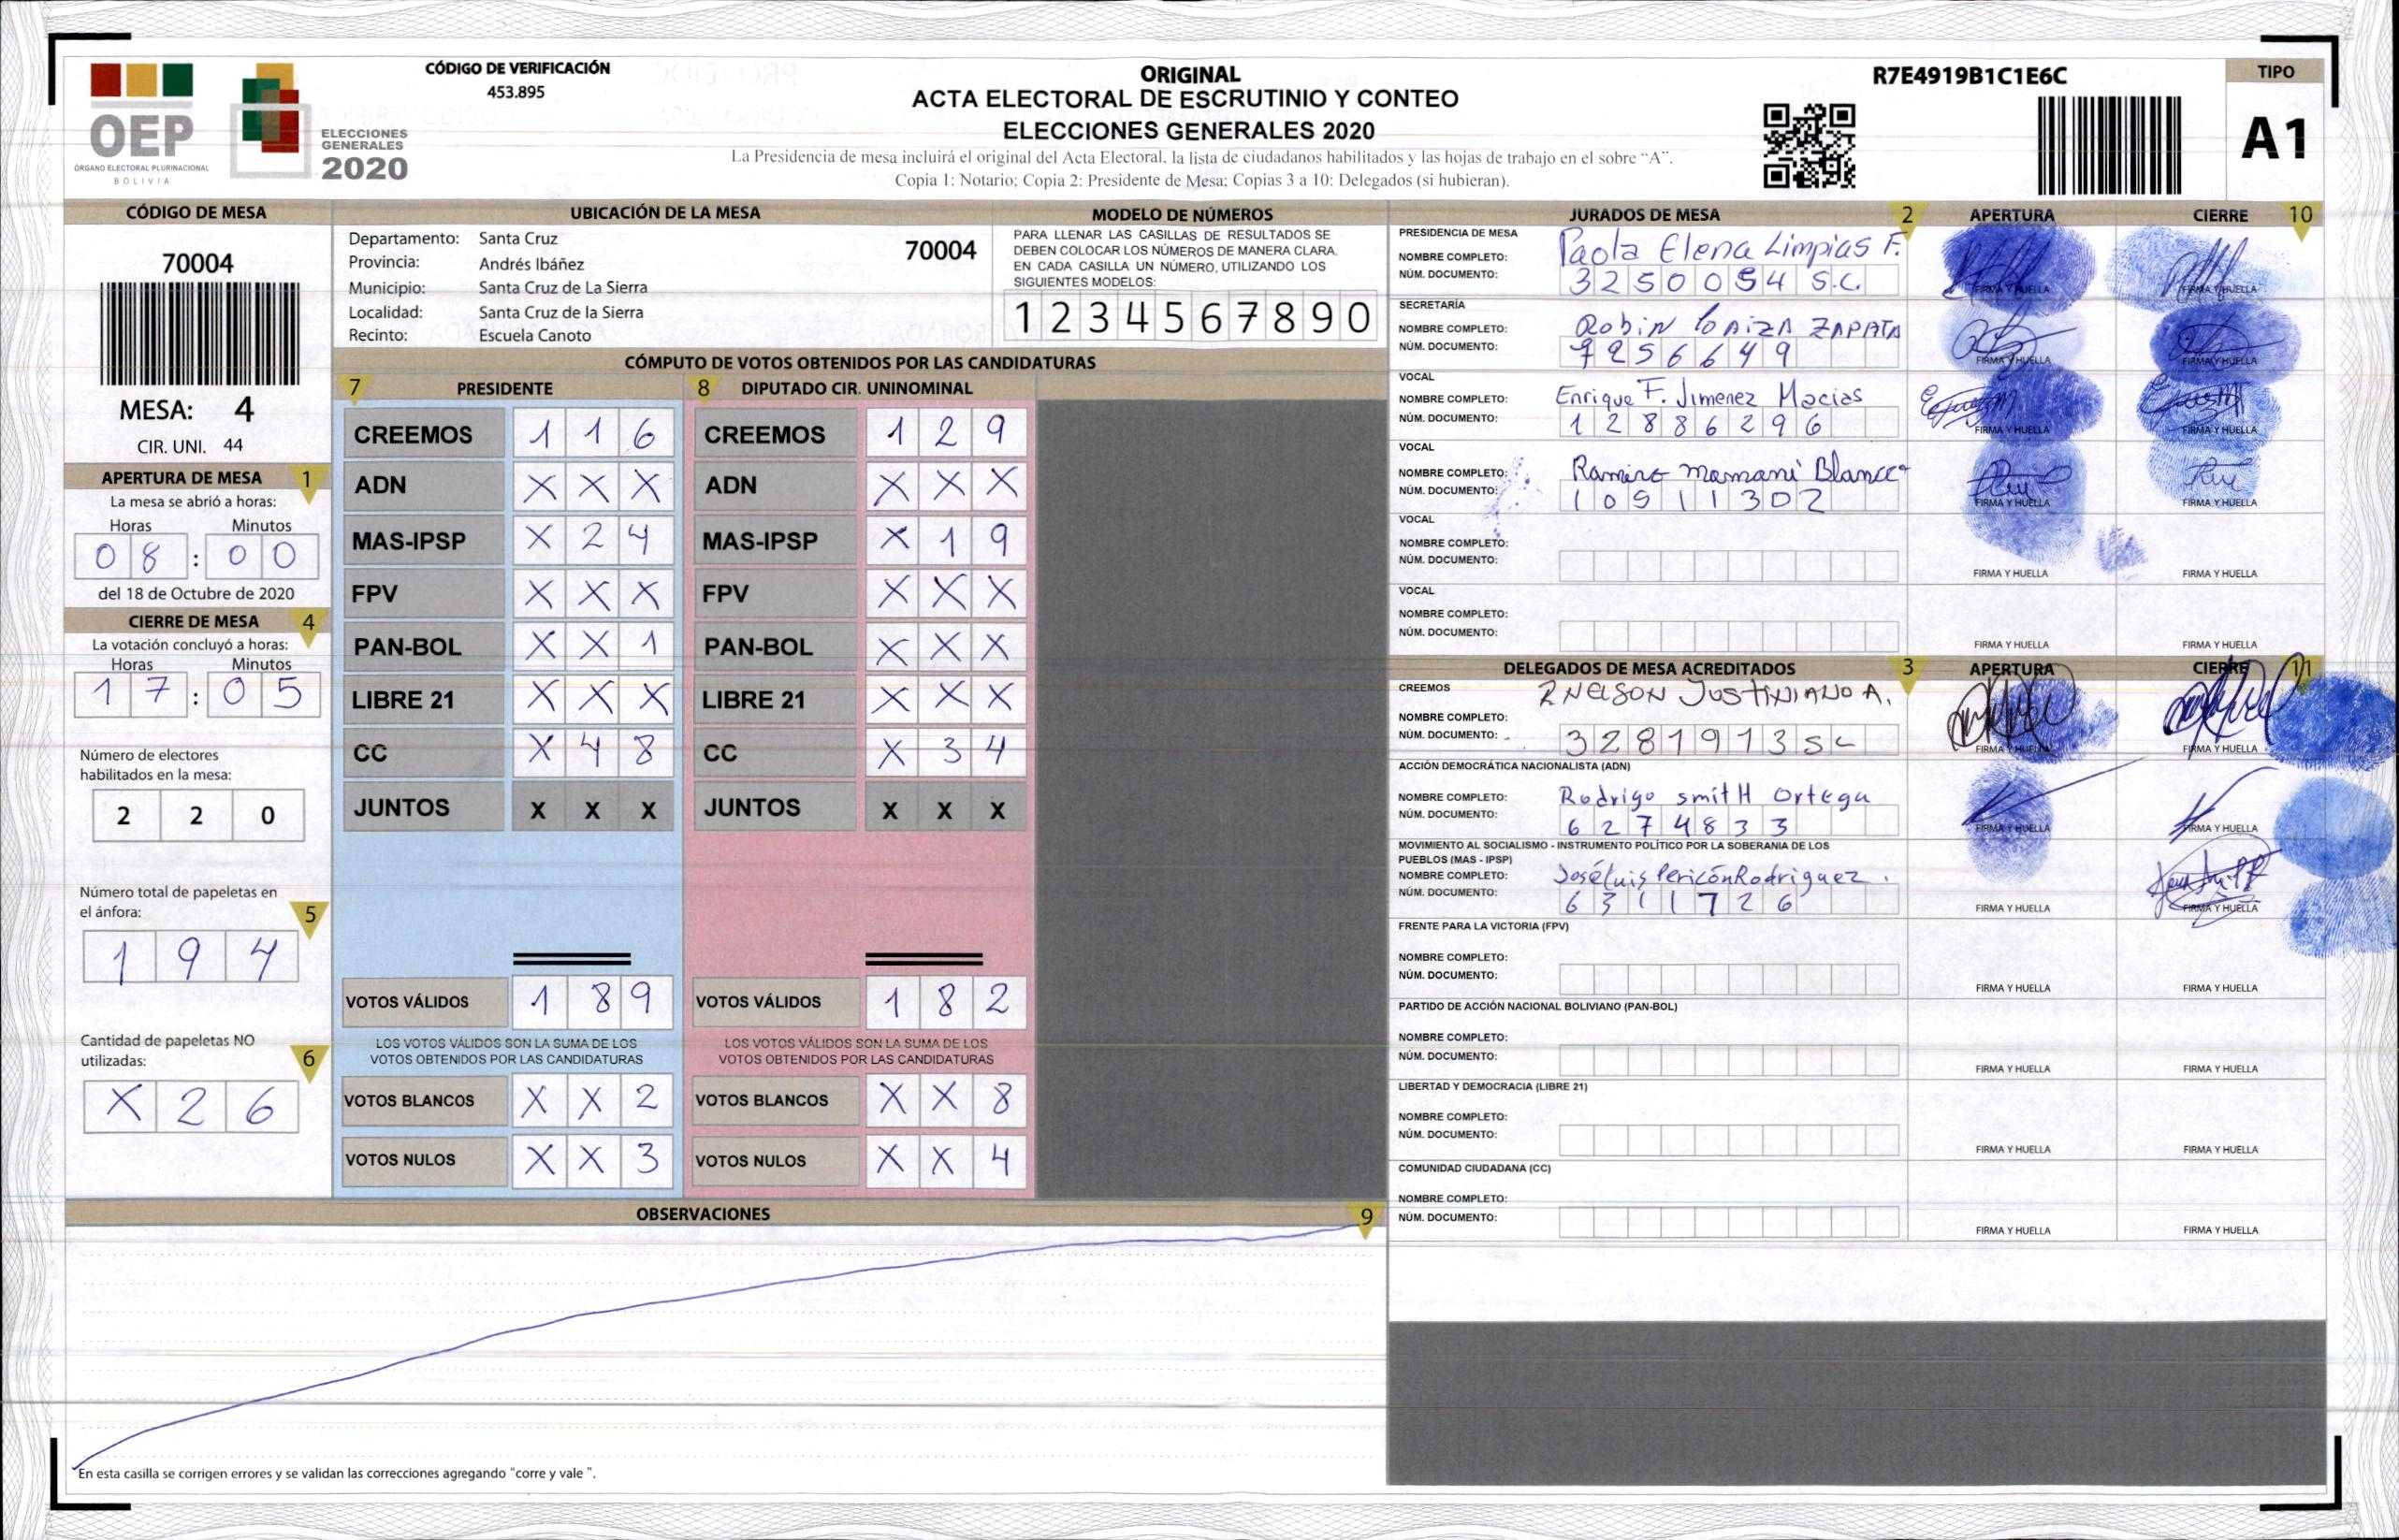 OEP
ÓRGANO ELECTORAL PLURINACIONAL
BOLIVIA
ELECCIONES
GENERALES
2020
CÓDIGO DE VERIFICACIÓN
453.895
ORIGINAL
ACTA ELECTORAL DE ESCRUTINIO Y CONTEO
ELECCIONES GENERALES 2020
La Presidencia de mesa incluirá el original del Acta Electoral, la lista de ciudadanos habilitados y las hojas de trabajo en el sobre "A".
Copia 1: Notario; Copia 2: Presidente de Mesa; Copias 3 a 10: Delegados (si hubieran).
R7E4919B1C1E6C
TIPO
A1
CÓDIGO DE MESA
70004
MESA: 4
CIR. UNI. 44
APERTURA DE MESA 1
La mesa se abrió a horas:
Horas Minutos
08:00
del 18 de Octubre de 2020
CIERRE DE MESA 4
La votación concluyó a horas:
Horas Minutos
17:05
Número de electores
habilitados en la mesa:
2 2 0
Número total de papeletas en
el ánfora: 5
1 9 4
Cantidad de papeletas NO
utilizadas: 6
X 2 6
UBICACIÓN DE LA MESA
Departamento: Santa Cruz
Provincia: Andrés Ibáñez
Municipio: Santa Cruz de La Sierra
Localidad: Santa Cruz de la Sierra
Recinto: Escuela Canoto
70004
MODELO DE NÚMEROS
PARA LLENAR LAS CASILLAS DE RESULTADOS SE
DEBEN COLOCAR LOS NÚMEROS DE MANERA CLARA.
EN CADA CASILLA UN NÚMERO, UTILIZANDO LOS
SIGUIENTES MODELOS:
1 2 3 4 5 6 7 8 9 0
CÓMPUTO DE VOTOS OBTENIDOS POR LAS CANDIDATURAS
7 PRESIDENTE 8 DIPUTADO CIR. UNINOMINAL
CREEMOS 1 1 6 CREEMOS 1 2 9
ADN X X X ADN X X X
MAS-IPSP X 2 4 MAS-IPSP X 1 9
FPV X X X FPV X X X
PAN-BOL X X 1 PAN-BOL X X X
LIBRE 21 X X X LIBRE 21 X X X
CC X 4 8 CC X 3 4
JUNTOS X X X JUNTOS X X X
VOTOS VÁLIDOS 1 8 9 VOTOS VÁLIDOS 1 8 2
LOS VOTOS VÁLIDOS SON LA SUMA DE LOS LOS VOTOS VÁLIDOS SON LA SUMA DE LOS
VOTOS OBTENIDOS POR LAS CANDIDATURAS VOTOS OBTENIDOS POR LAS CANDIDATURAS
VOTOS BLANCOS X X 2 VOTOS BLANCOS X X 8
VOTOS NULOS X X 3 VOTOS NULOS X X 4
OBSERVACIONES 9
En esta casilla se corrigen errores y se validan las correcciones agregando "corre y vale ".
JURADOS DE MESA 2 APERTURA CIERRE 10
PRESIDENCIA DE MESA
NOMBRE COMPLETO: Paola Elena Limpias F.
NÚM. DOCUMENTO: 3250054 S.C.
FIRMA Y HUELLA FIRMA Y HUELLA
SECRETARÍA
NOMBRE COMPLETO: Robin Loaiza ZAPATA
NÚM. DOCUMENTO: 7256649
FIRMA Y HUELLA FIRMA Y HUELLA
VOCAL
NOMBRE COMPLETO: Enrique F. Jimenez Macias
NÚM. DOCUMENTO: 12886296
FIRMA Y HUELLA FIRMA Y HUELLA
VOCAL
NOMBRE COMPLETO: Ramiro Mamani Blanco
NÚM. DOCUMENTO: 10911302
FIRMA Y HUELLA FIRMA Y HUELLA
VOCAL
NOMBRE COMPLETO:
NÚM. DOCUMENTO:
FIRMA Y HUELLA FIRMA Y HUELLA
VOCAL
NOMBRE COMPLETO:
NÚM. DOCUMENTO:
FIRMA Y HUELLA FIRMA Y HUELLA
DELEGADOS DE MESA ACREDITADOS 3 APERTURA CIERRE 11
CREEMOS
NOMBRE COMPLETO: NELSON JUSTINIANO A.
NÚM. DOCUMENTO: 3281913 SC
FIRMA Y HUELLA FIRMA Y HUELLA
ACCIÓN DEMOCRÁTICA NACIONALISTA (ADN)
NOMBRE COMPLETO: Rodrigo smitH Ortega
NÚM. DOCUMENTO: 6274833
FIRMA Y HUELLA FIRMA Y HUELLA
MOVIMIENTO AL SOCIALISMO - INSTRUMENTO POLÍTICO POR LA SOBERANIA DE LOS
PUEBLOS (MAS - IPSP)
NOMBRE COMPLETO: José Luis Pericón Rodriguez.
NÚM. DOCUMENTO: 6311726
FIRMA Y HUELLA FIRMA Y HUELLA
FRENTE PARA LA VICTORIA (FPV)
NOMBRE COMPLETO:
NÚM. DOCUMENTO:
FIRMA Y HUELLA FIRMA Y HUELLA
PARTIDO DE ACCIÓN NACIONAL BOLIVIANO (PAN-BOL)
NOMBRE COMPLETO:
NÚM. DOCUMENTO:
FIRMA Y HUELLA FIRMA Y HUELLA
LIBERTAD Y DEMOCRACIA (LIBRE 21)
NOMBRE COMPLETO:
NÚM. DOCUMENTO:
FIRMA Y HUELLA FIRMA Y HUELLA
COMUNIDAD CIUDADANA (CC)
NOMBRE COMPLETO:
NÚM. DOCUMENTO:
FIRMA Y HUELLA FIRMA Y HUELLA